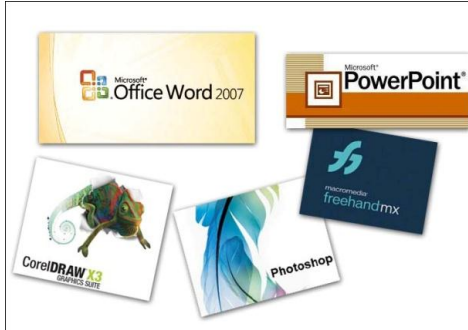 Microsoft®
Office Word 2007
Microsoft®
PowerPoint®
macromedia®
freehand mx
CorelDRAW X3
GRAPHICS SUITE
Photoshop